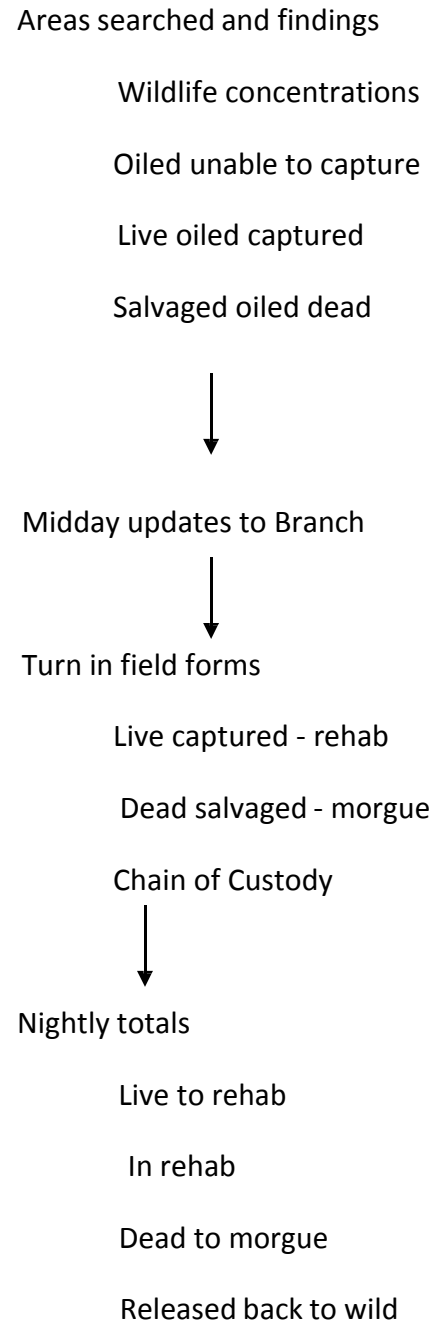 Areas searched and findings
Wildlife concentrations
Oiled unable to capture
Live oiled captured
Salvaged oiled dead
Midday updates to Branch
Turn in field forms
Live captured - rehab
Dead salvaged - morgue
Chain of Custody
Nightly totals
Live to rehab
In rehab
Dead to morgue
Released back to wild